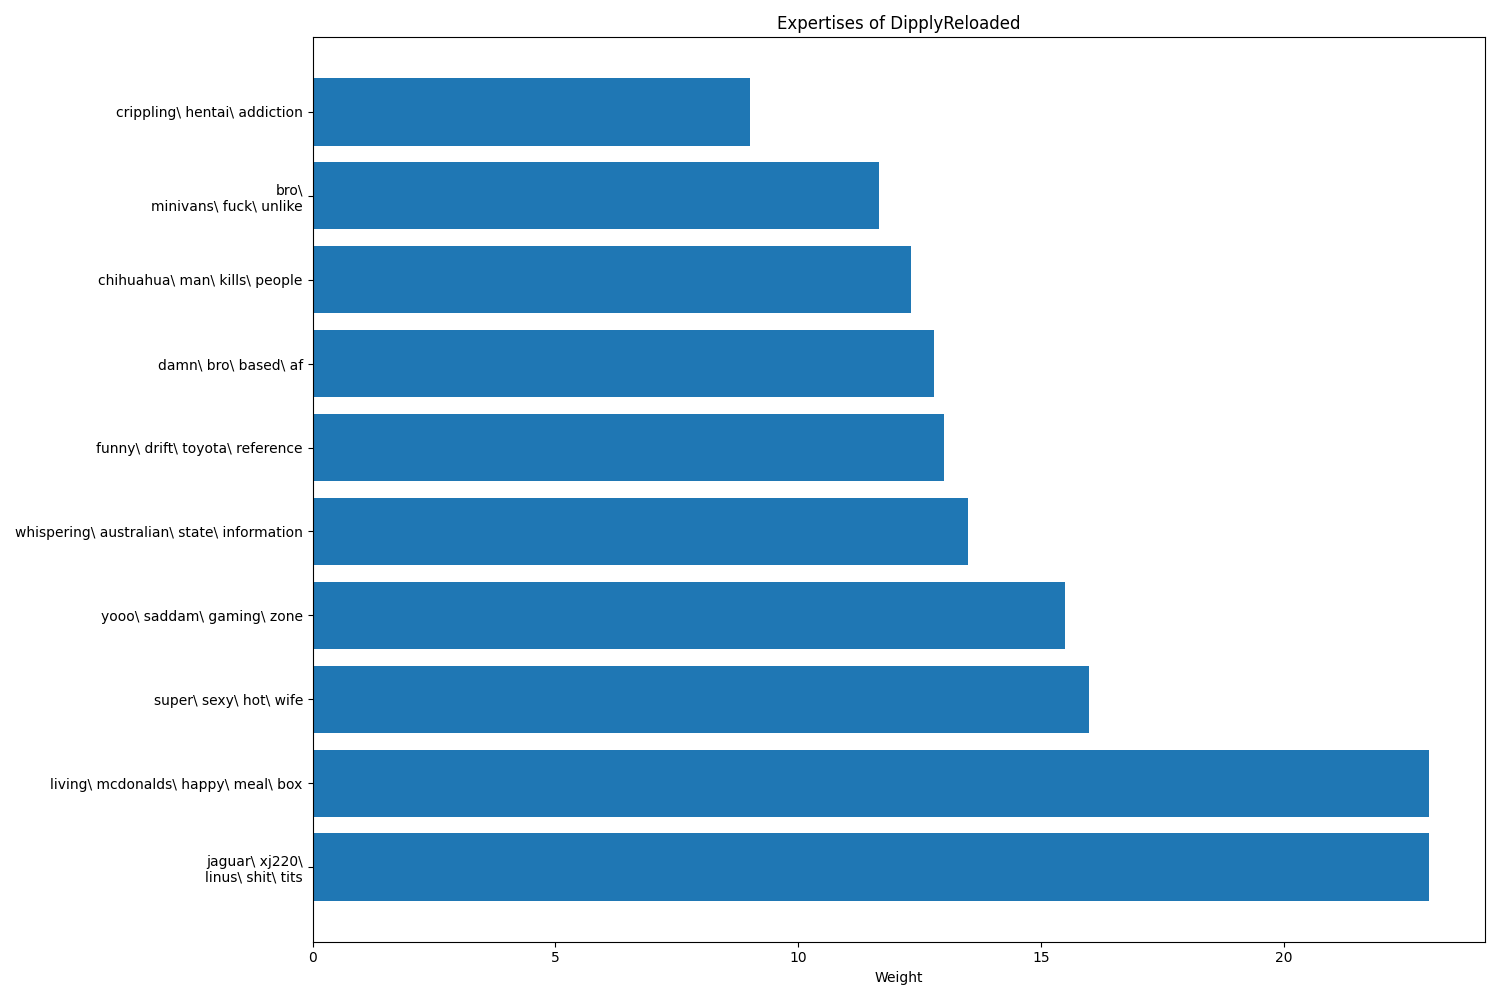 Expertises of DipplyReloaded
crippling\ hentai\ addiction
bro\
minivans\ fuck\ unlike
chihuahua\ man\ kills\ people
damn\ bro\ based\ af
funny\ drift\ toyota\ reference
whispering\ australian\ state\ information
yooo\ saddam\ gaming\ zone
super\ sexy\ hot\ wife
living\ mcdonalds\ happy\ meal\ box
jaguar\ xj220\
linus\ shit\ tits
0 5 10 15 20
Weight